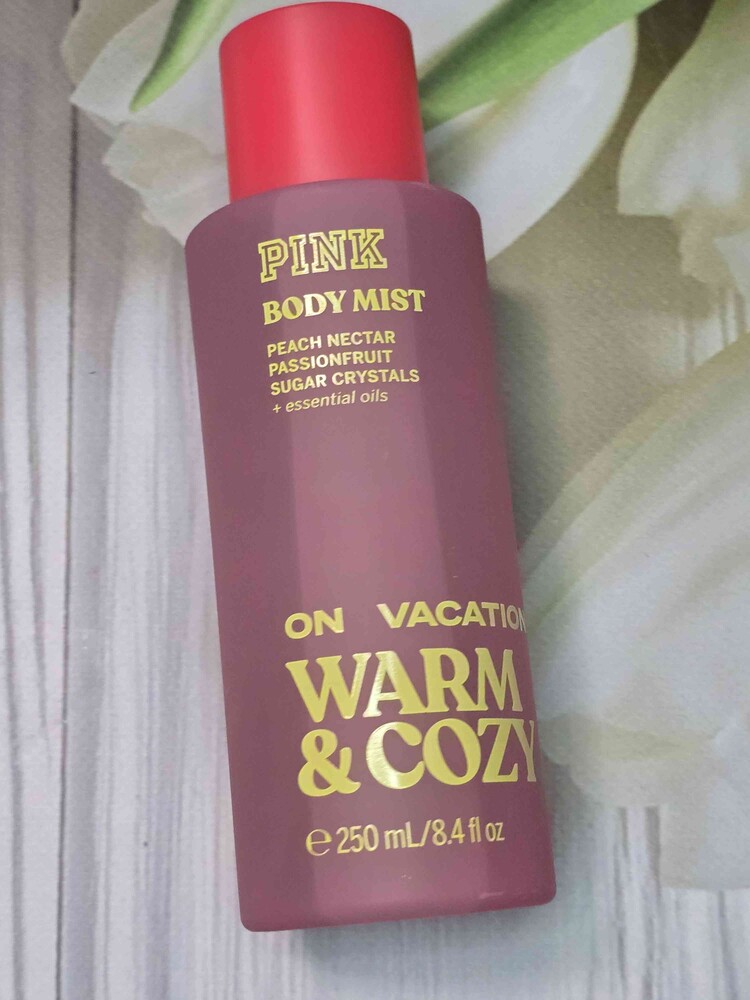 PINK
BODY MIST
PEACH NECTAR
PASSIONFRUIT
SUGAR CRYSTALS
+ essential oils
ON VACATION
WARM
& COZY
℮ 250 mL/8.4 fl oz